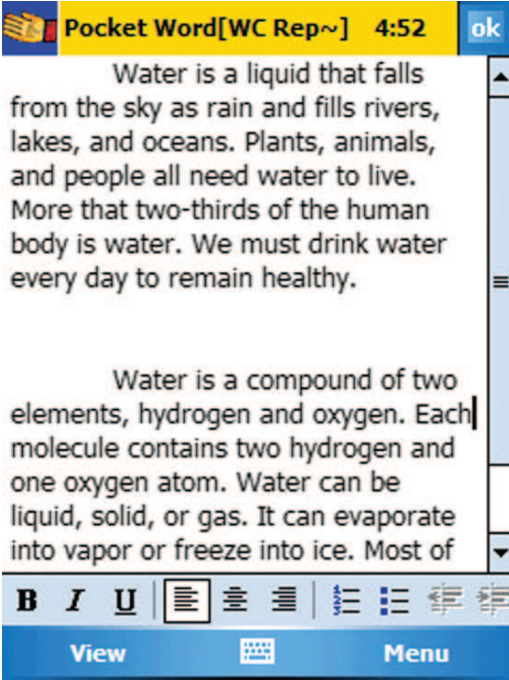 Pocket Word[WC Rep~] 4:52 ok
Water is a liquid that falls
from the sky as rain and fills rivers,
lakes, and oceans. Plants, animals,
and people all need water to live.
More that two-thirds of the human
body is water. We must drink water
every day to remain healthy.
Water is a compound of two
elements, hydrogen and oxygen. Each
molecule contains two hydrogen and
one oxygen atom. Water can be
liquid, solid, or gas. It can evaporate
into vapor or freeze into ice. Most of
B I U
View Menu